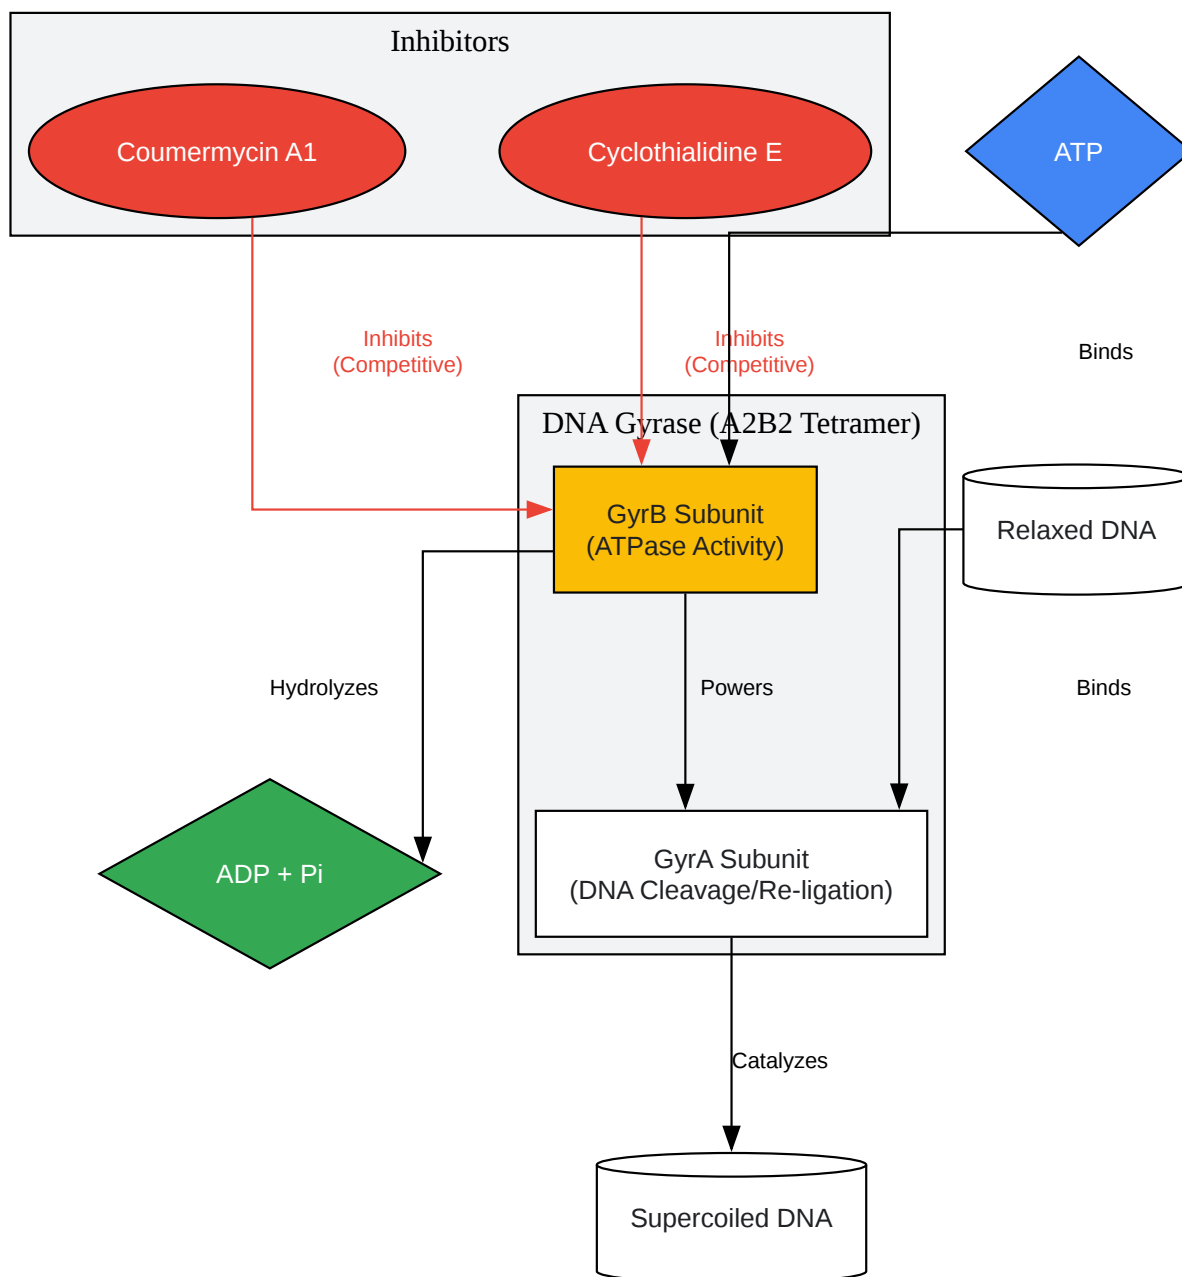 Inhibitors
Coumermycin A1
Cyclothialidine E
ATP
Inhibits
(Competitive)
Inhibits
(Competitive)
Binds
DNA Gyrase (A2B2 Tetramer)
GyrB Subunit
(ATPase Activity)
Relaxed DNA
Hydrolyzes
Powers
Binds
ADP + Pi
GyrA Subunit
(DNA Cleavage/Re-ligation)
Catalyzes
Supercoiled DNA